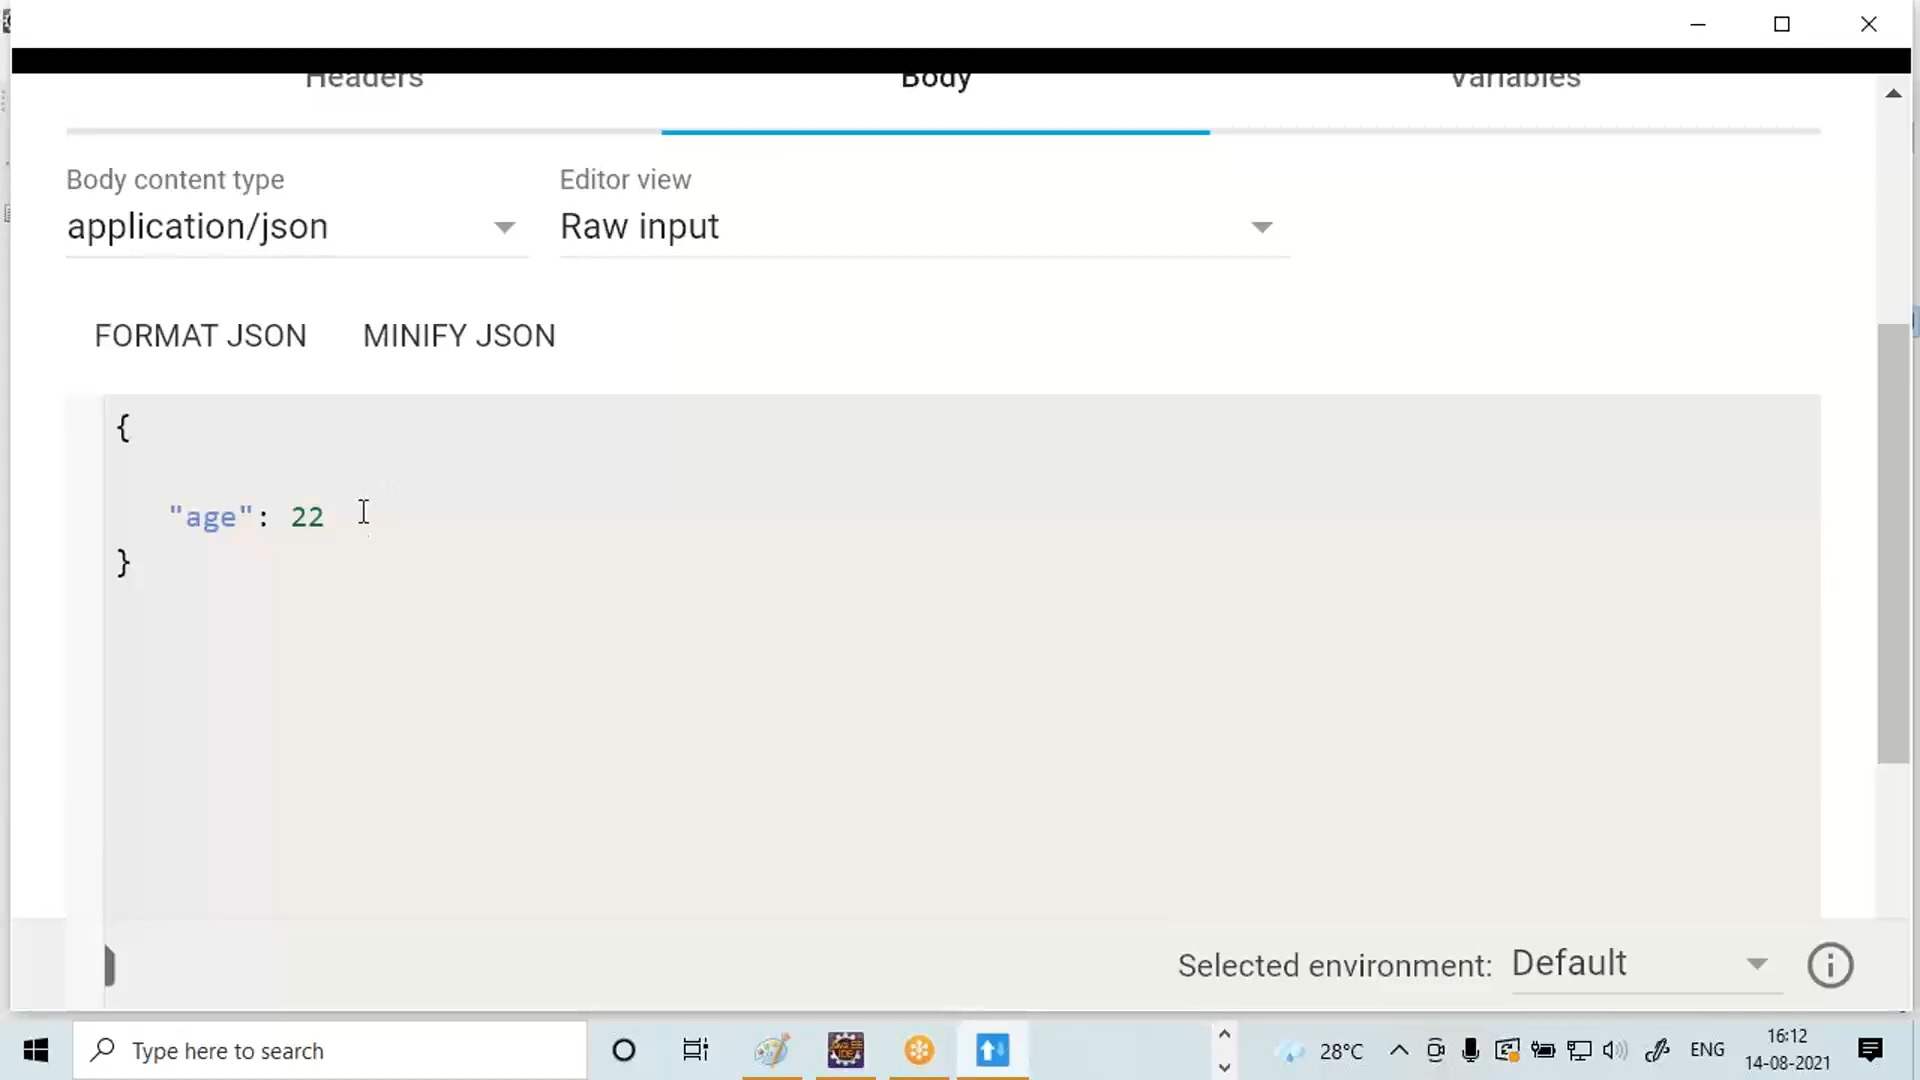 Headers Body Variables
Body content type Editor view
application/json Raw input
FORMAT JSON MINIFY JSON
{
"age": 22
}
Selected environment: Default
Type here to search
28°C
ENG
16:12
14-08-2021